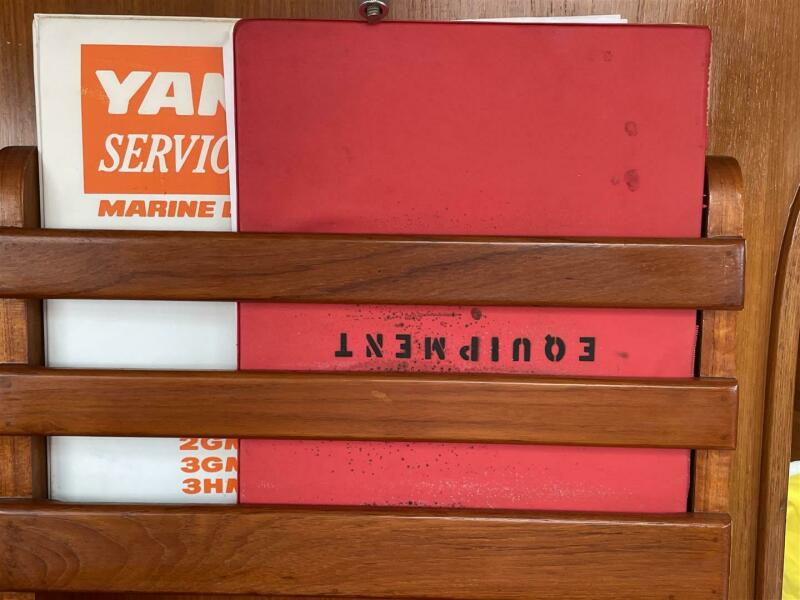 YAN
SERVIC
MARINE
2GM
3GM
3HM
EQUIPMENT